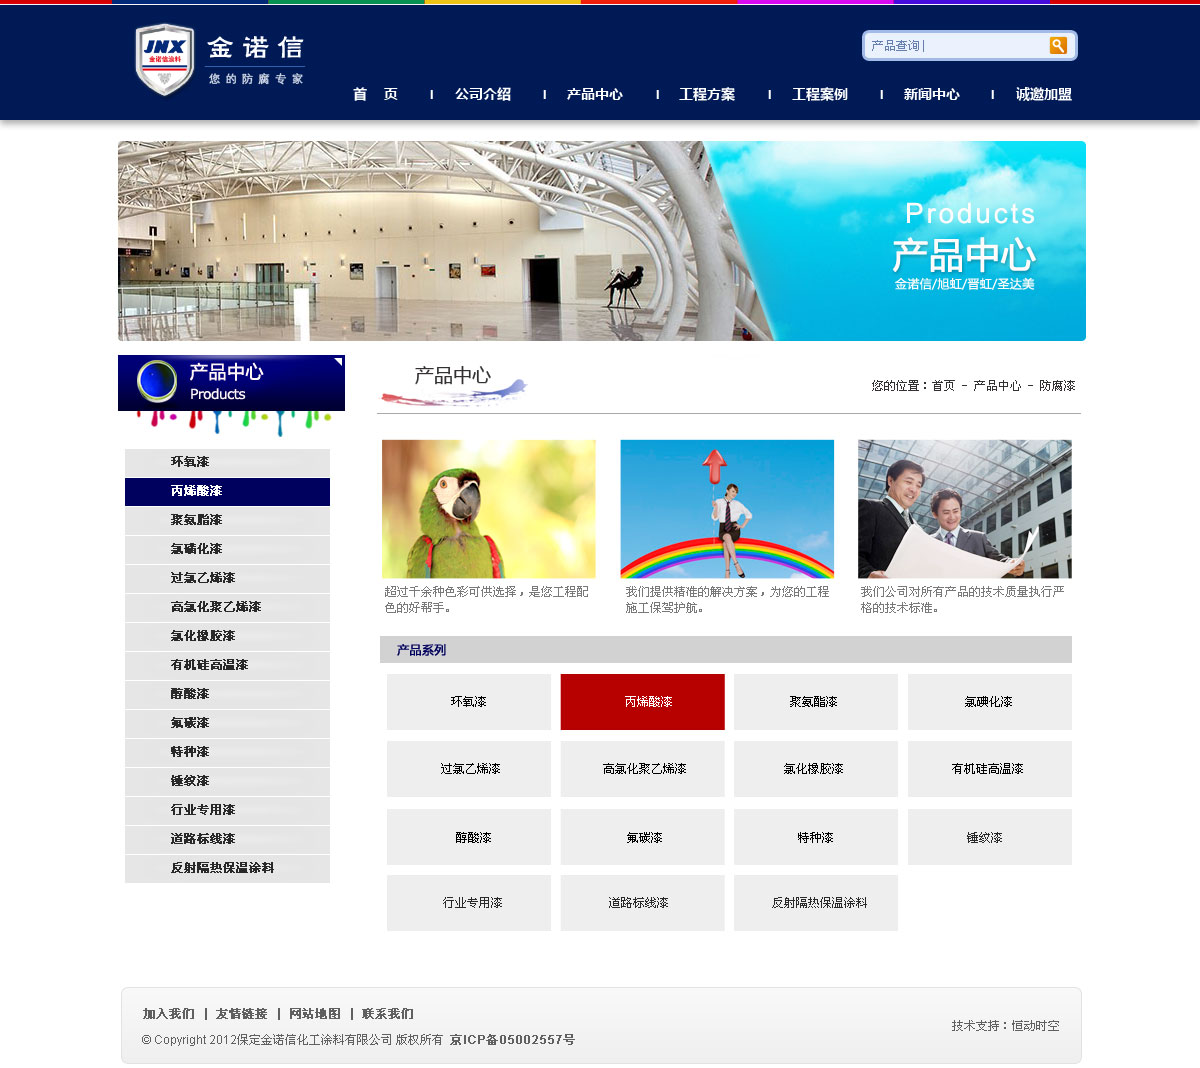 JNX
金诺信涂料
金诺信
您的防腐专家
产品查询|
首 页 公司介绍 产品中心 工程方案 工程案例 新闻中心 诚邀加盟
Products
产品中心
金诺信/旭虹/晋虹/圣达美
产品中心
Products
产品中心
您的位置：首页 - 产品中心 - 防腐漆
环氧漆
丙烯酸漆
聚氨脂漆
氯磺化漆
过氯乙烯漆
高氯化聚乙烯漆
氯化橡胶漆
有机硅高温漆
醇酸漆
氟碳漆
特种漆
锤纹漆
行业专用漆
道路标线漆
反射隔热保温涂料
超过千余种色彩可供选择，是您工程配
色的好帮手。
我们提供精准的解决方案，为您的工程
施工保驾护航。
我们公司对所有产品的技术质量执行严
格的技术标准。
产品系列
环氧漆 丙烯酸漆 聚氨酯漆 氯碘化漆
过氯乙烯漆 高氯化聚乙烯漆 氯化橡胶漆 有机硅高温漆
醇酸漆 氟碳漆 特种漆 锤纹漆
行业专用漆 道路标线漆 反射隔热保温涂料
加入我们 | 友情链接 | 网站地图 | 联系我们
© Copyright 2012保定金诺信化工涂料有限公司 版权所有 京ICP备05002557号
技术支持：恒动时空